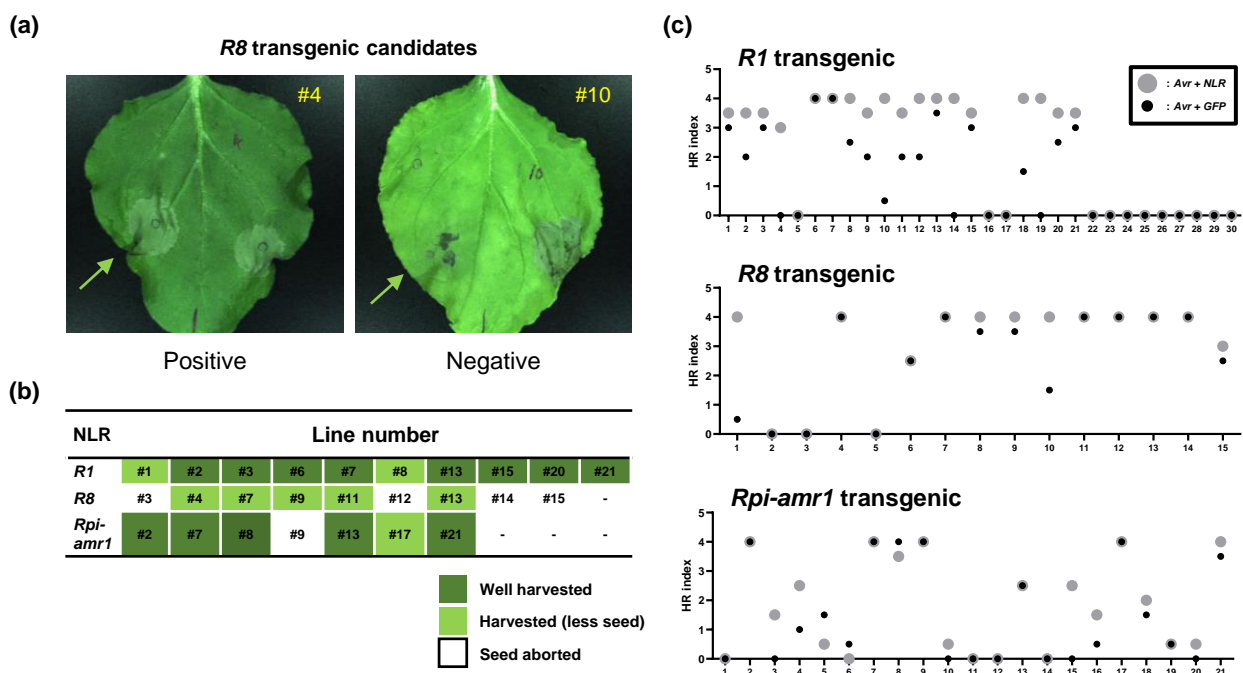 (a)
R8 transgenic candidates
#4
#10
4
10
Positive
Negative
(b)
NLR Line number
R1 #1 #2 #3 #6 #7 #8 #13 #15 #20 #21
R8 #3 #4 #7 #9 #11 #12 #13 #14 #15 -
Rpi-
amr1 #2 #7 #8 #9 #13 #17 #21 - - -
Well harvested
Harvested (less seed)
Seed aborted
(c)
R1 transgenic
: Avr + NLR
: Avr + GFP
HR index
5
4
3
2
1
0
1 2 3 4 5 6 7 8 9 10 11 12 13 14 15 16 17 18 19 20 21 22 23 24 25 26 27 28 29 30
R8 transgenic
HR index
5
4
3
2
1
0
1 2 3 4 5 6 7 8 9 10 11 12 13 14 15
Rpi-amr1 transgenic
HR index
5
4
3
2
1
0
1 2 3 4 5 6 7 8 9 10 11 12 13 14 15 16 17 18 19 20 21